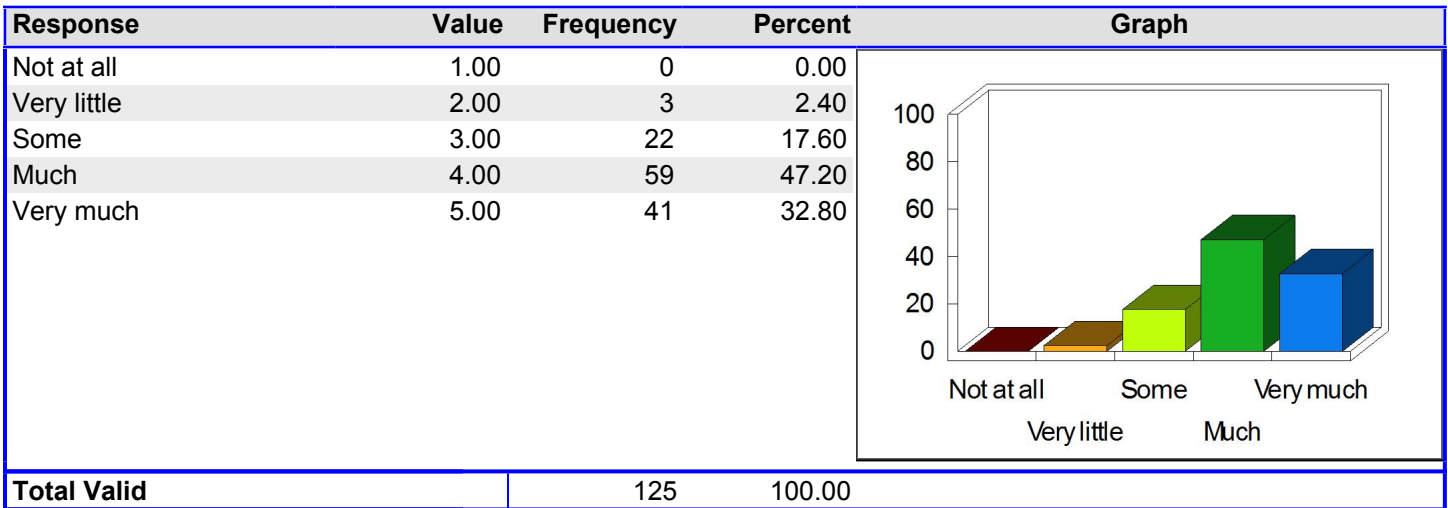 Response Value Frequency Percent Graph
Not at all 1.00 0 0.00
Very little 2.00 3 2.40
Some 3.00 22 17.60
Much 4.00 59 47.20
Very much 5.00 41 32.80
100
80
60
40
20
0
Not at all Some Very much
Very little Much
Total Valid 125 100.00